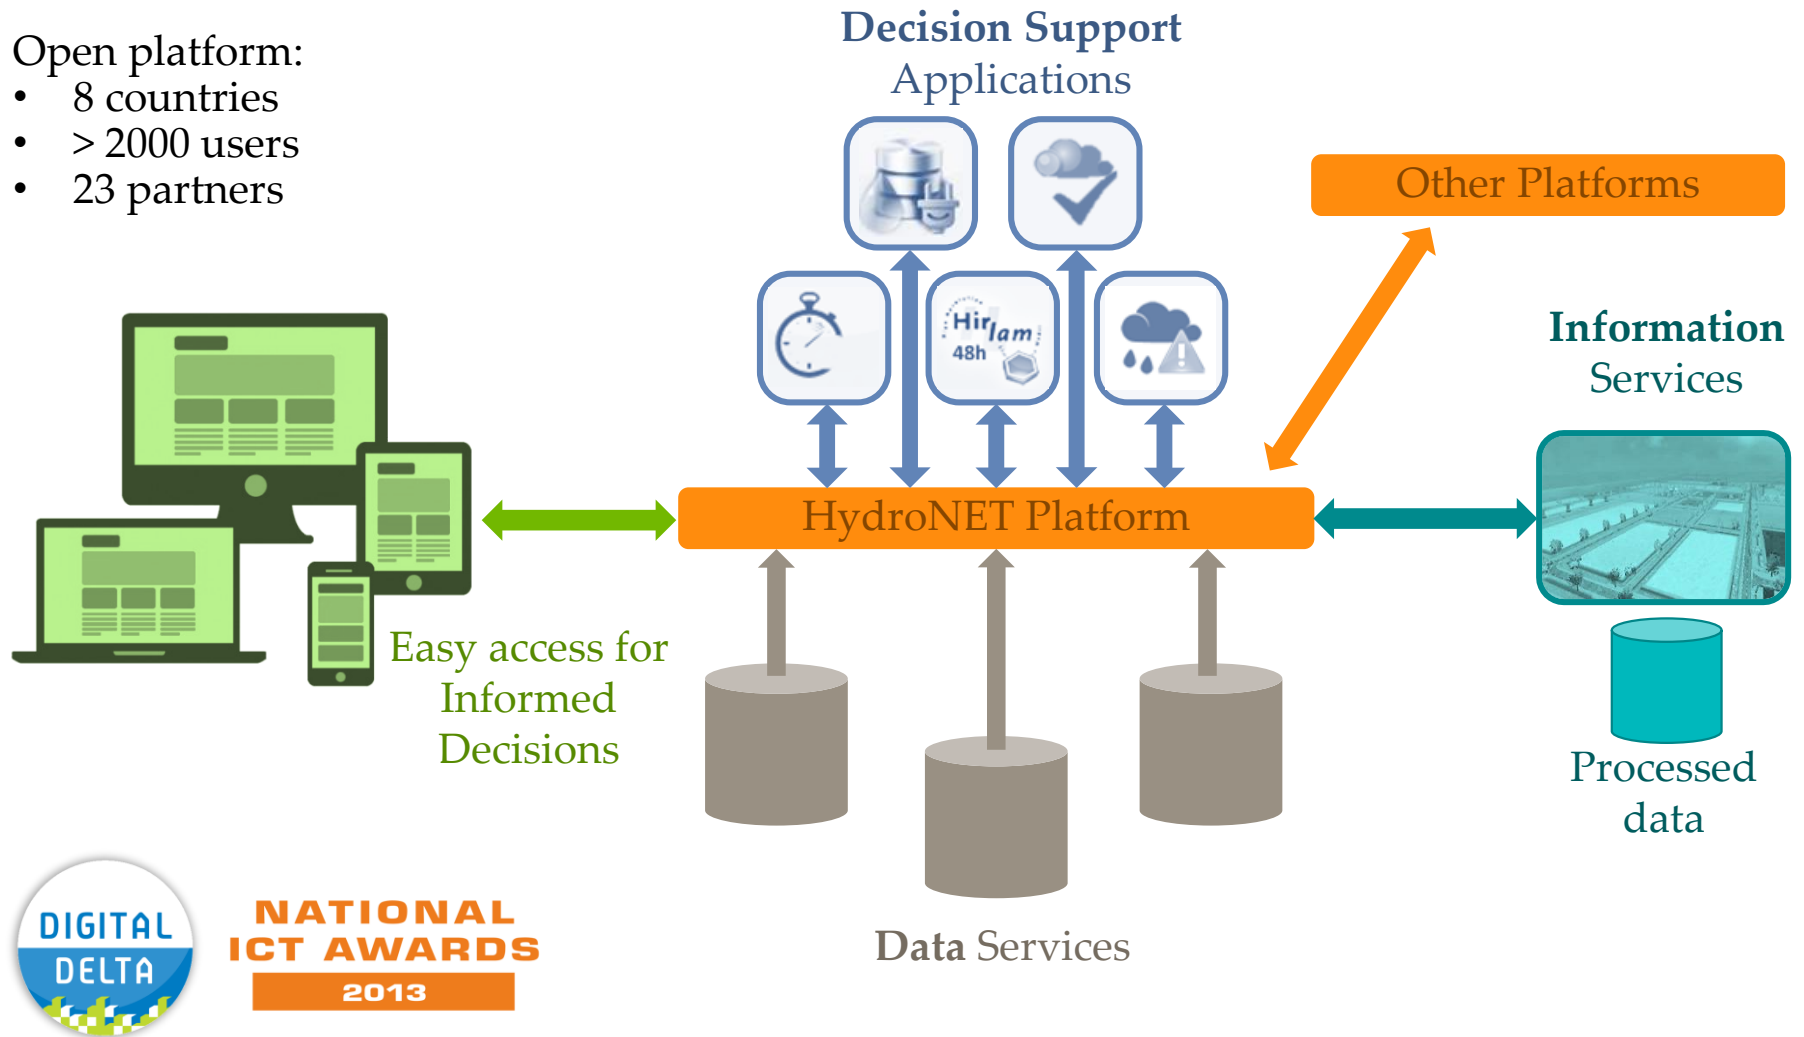 Open platform:
• 8 countries
• > 2000 users
• 23 partners
Decision Support
Applications
Hirlam
48h
Other Platforms
Information
Services
HydroNET Platform
Easy access for
Informed
Decisions
Processed
data
Data Services
DIGITAL
DELTA
NATIONAL
ICT AWARDS
2013